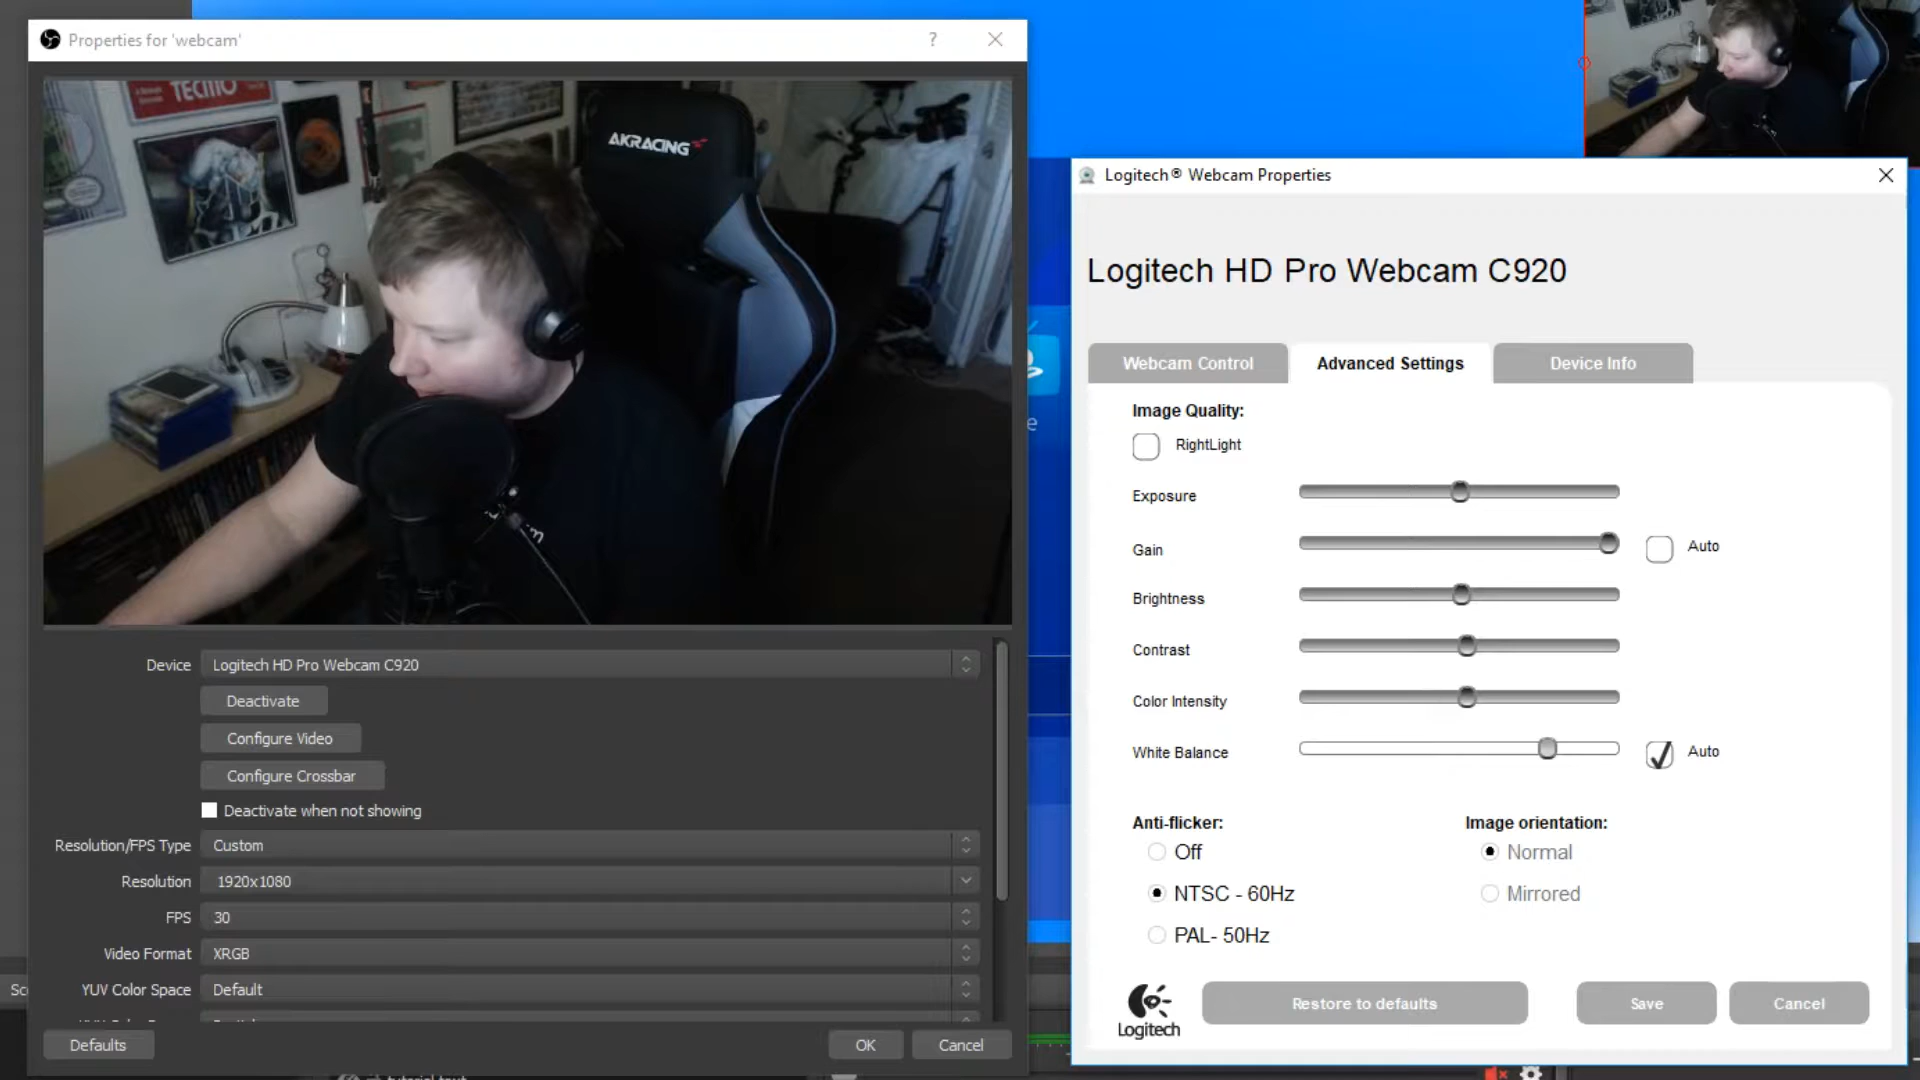 Properties for 'webcam'
?
TECMO
AKRACING
Device
Logitech HD Pro Webcam C920
Deactivate
Configure Video
Configure Crossbar
Deactivate when not showing
Resolution/FPS Type
Custom
Resolution
1920x1080
FPS
30
Video Format
XRGB
YUV Color Space
Default
Defaults
OK
Cancel
tutorial text
Logitech® Webcam Properties
Logitech HD Pro Webcam C920
Webcam Control
Advanced Settings
Device Info
Image Quality:
RightLight
Exposure
Gain
Auto
Brightness
Contrast
Color Intensity
White Balance
Auto
Anti-flicker:
Off
NTSC - 60Hz
PAL- 50Hz
Image orientation:
Normal
Mirrored
Logitech
Restore to defaults
Save
Cancel